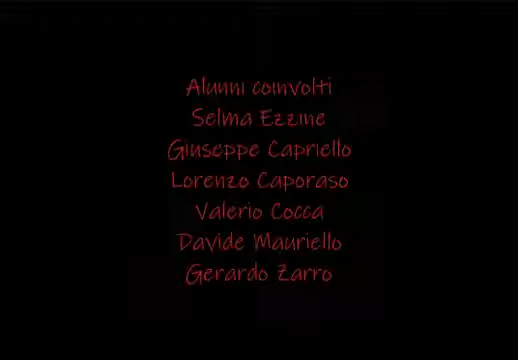 Alunni coinvolti
Selma Ezzine
Giuseppe Capriello
Lorenzo Caporaso
Valerio Cocca
Davide Mauriello
Gerardo Zarro